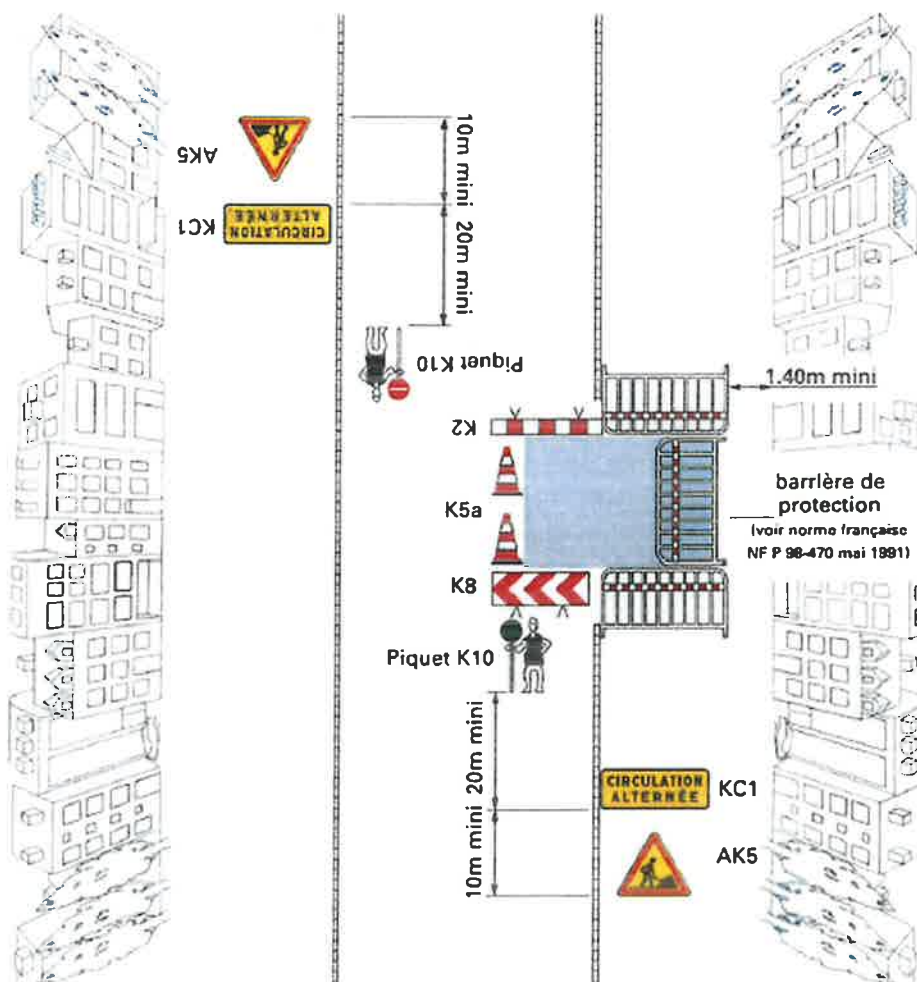 10m mini
AK5
KC1
CIRCULATION
ALTERNÉE
20m mini
Piquet K10
1.40m mini
K2
K5a
barrière de
protection
(voir norme française
NF P 98-470 mai 1991)
K8
Piquet K10
20m mini
CIRCULATION
ALTERNÉE
KC1
AK5
10m mini